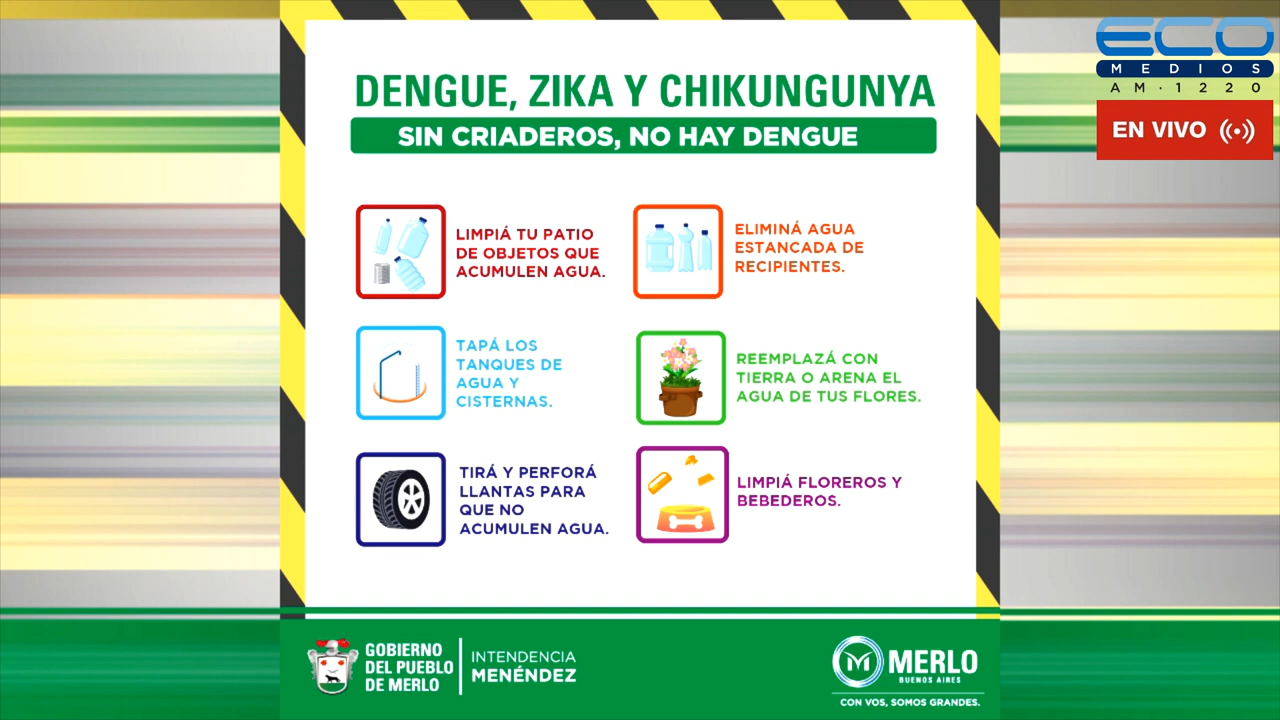 DENGUE, ZIKA Y CHIKUNGUNYA
SIN CRIADEROS, NO HAY DENGUE
LIMPIÁ TU PATIO
DE OBJETOS QUE
ACUMULEN AGUA.
ELIMINÁ AGUA
ESTANCADA DE
RECIPIENTES.
TAPÁ LOS
TANQUES DE
AGUA Y
CISTERNAS.
REEMPLAZÁ CON
TIERRA O ARENA EL
AGUA DE TUS FLORES.
TIRÁ Y PERFORÁ
LLANTAS PARA
QUE NO
ACUMULEN AGUA.
LIMPIÁ FLOREROS Y
BEBEDEROS.
GOBIERNO
DEL PUEBLO
DE MERLO
INTENDENCIA
MENÉNDEZ
MERLO
BUENOS AIRES
CON VOS, SOMOS GRANDES.
ECO
MEDIOS
AM·1220
EN VIVO